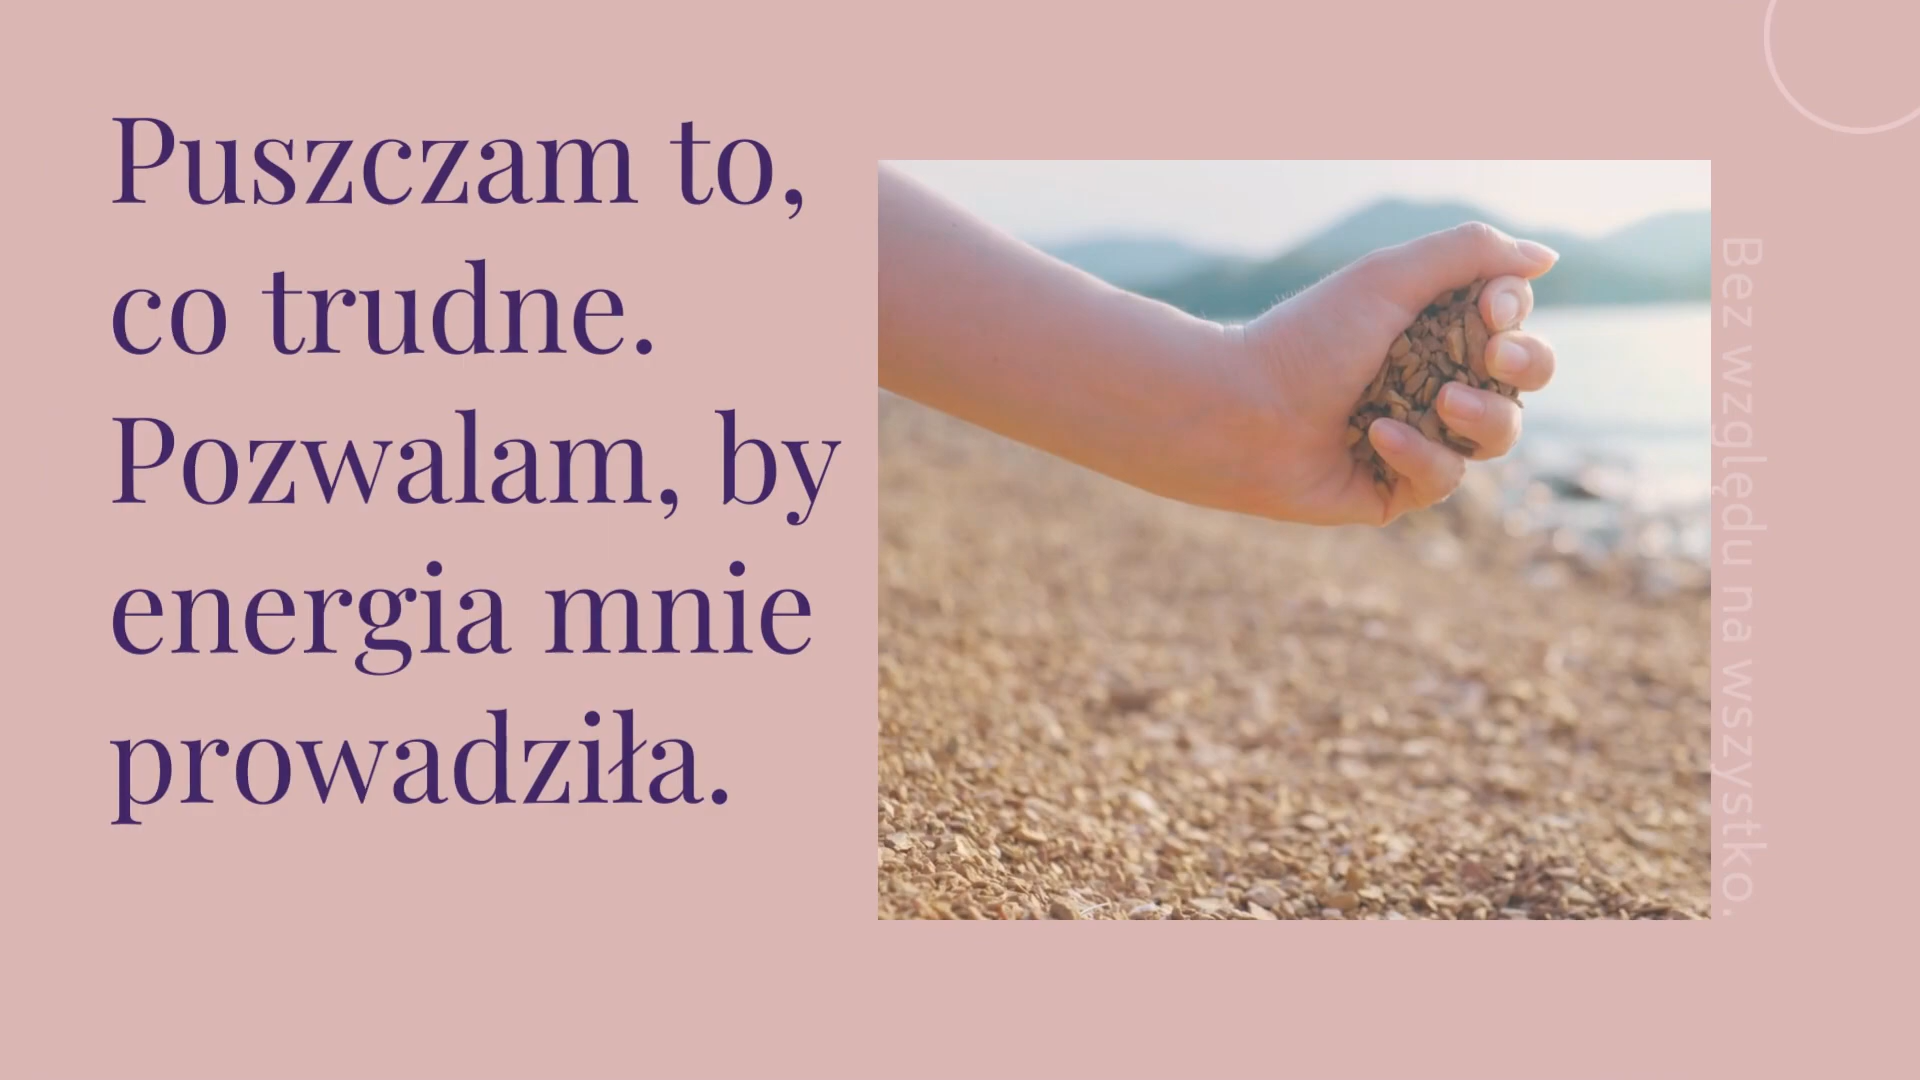 Puszczam to,
co trudne.
Pozwalam, by
energia mnie
prowadziła.
Bez względu na wszystko.